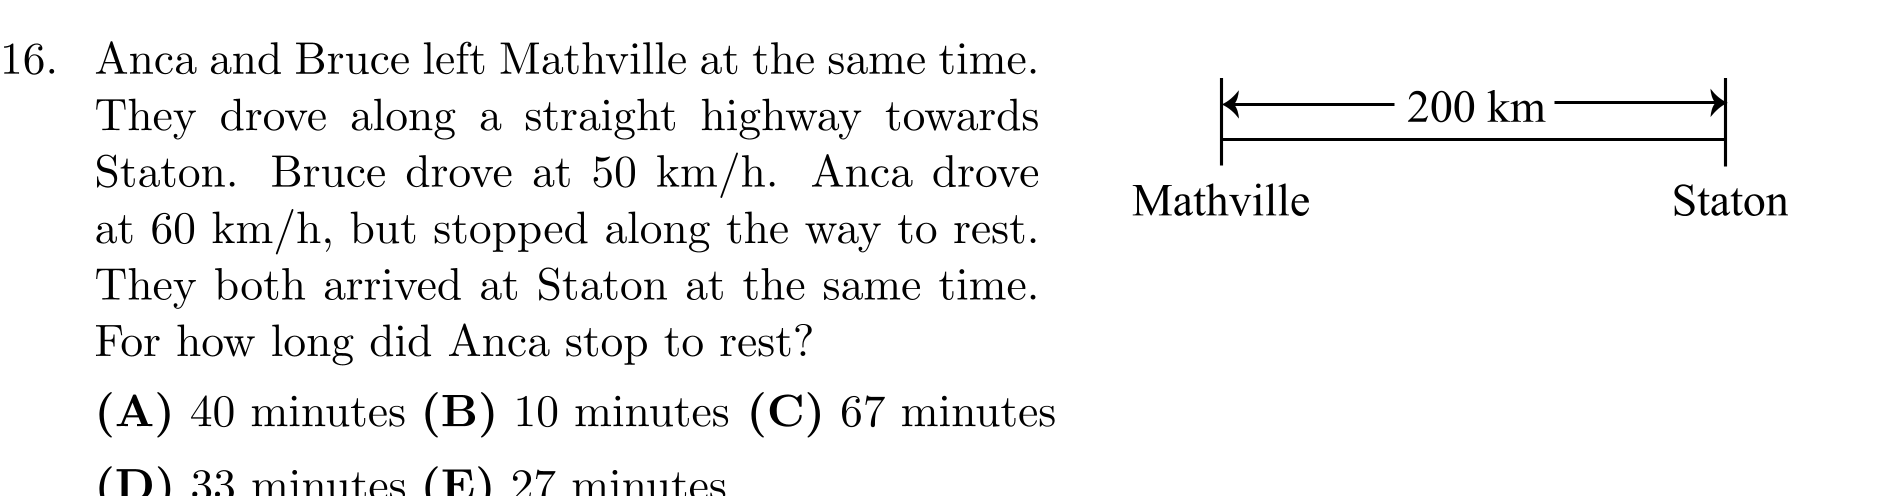 16. Anca and Bruce left Mathville at the same time.
They drove along a straight highway towards
Staton. Bruce drove at 50 km/h. Anca drove
at 60 km/h, but stopped along the way to rest.
They both arrived at Staton at the same time.
For how long did Anca stop to rest?
(A) 40 minutes (B) 10 minutes (C) 67 minutes
(D) 33 minutes (E) 27 minutes
200 km
Mathville Staton